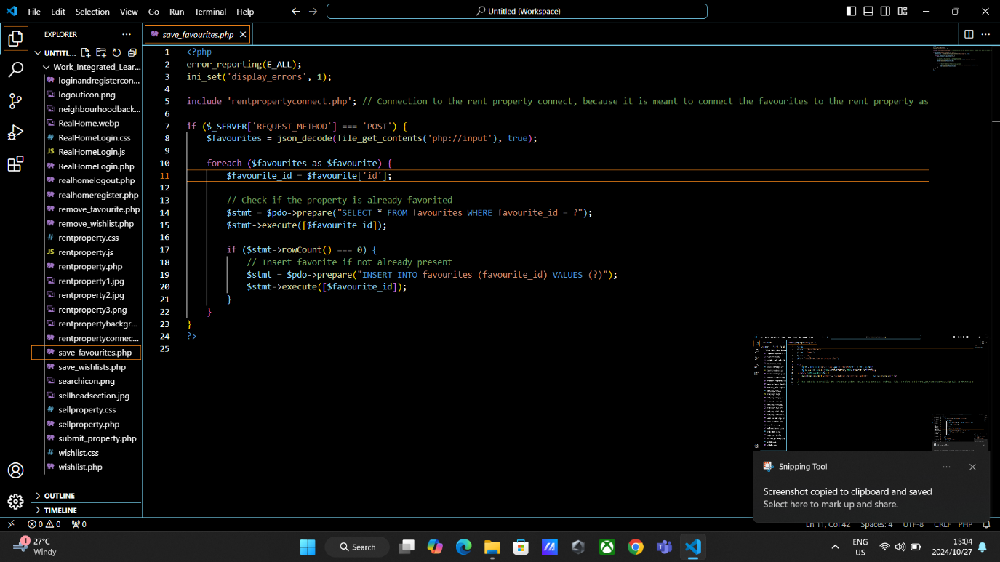 File Edit Selection View Go Run Terminal Help
Untitled (Workspace)
EXPLORER
UNTITL...
Work_Integrated_Lear...
loginandregistercon...
logouticon.png
neighbourhoodback...
RealHome.webp
RealHomeLogin.css
RealHomeLogin.js
RealHomeLogin.php
realhomelogout.php
realhomeregister.php
remove_favourite.php
remove_wishlist.php
rentproperty.css
rentproperty.js
rentproperty.php
rentproperty1.jpg
rentproperty2.jpg
rentproperty3.png
rentpropertybackgr...
rentpropertyconnec...
save_favourites.php
save_wishlists.php
searchicon.png
sellheadsection.jpg
sellproperty.css
sellproperty.php
submit_property.php
wishlist.css
wishlist.php
OUTLINE
TIMELINE
save_favourites.php
1 <?php
2 error_reporting(E_ALL);
3 ini_set('display_errors', 1);
4
5 include 'rentpropertyconnect.php'; // Connection to the rent property connect, because it is meant to connect the favourites to the rent property as
6
7 if ($_SERVER['REQUEST_METHOD'] === 'POST') {
8 $favourites = json_decode(file_get_contents('php://input'), true);
9
10 foreach ($favourites as $favourite) {
11 $favourite_id = $favourite['id'];
12
13 // Check if the property is already favorited
14 $stmt = $pdo->prepare("SELECT * FROM favourites WHERE favourite_id = ?");
15 $stmt->execute([$favourite_id]);
16
17 if ($stmt->rowCount() === 0) {
18 // Insert favorite if not already present
19 $stmt = $pdo->prepare("INSERT INTO favourites (favourite_id) VALUES (?)");
20 $stmt->execute([$favourite_id]);
21 }
22 }
23 }
24 ?>
25
Snipping Tool
Screenshot copied to clipboard and saved
Select here to mark up and share.
0 0 0
Ln 11, Col 42 Spaces: 4 UTF-8 CRLF PHP
1
27°C
Windy
Search
ENG
US
15:04
2024/10/27